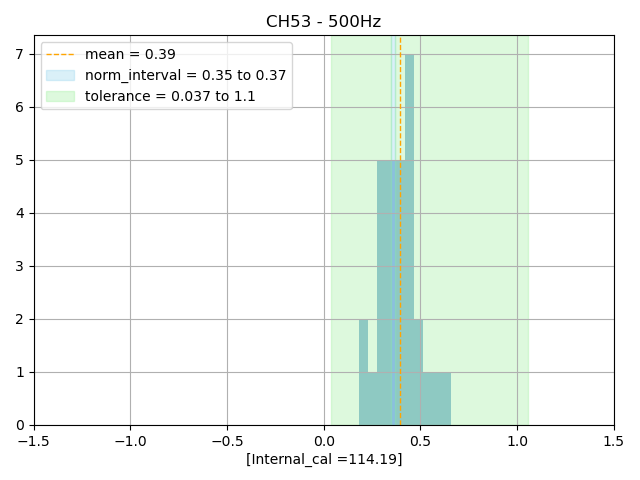 CH53 - 500Hz
mean = 0.39
norm_interval = 0.35 to 0.37
tolerance = 0.037 to 1.1
7
6
5
4
3
2
1
0
−1.5 −1.0 −0.5 0.0 0.5 1.0 1.5
[Internal_cal =114.19]